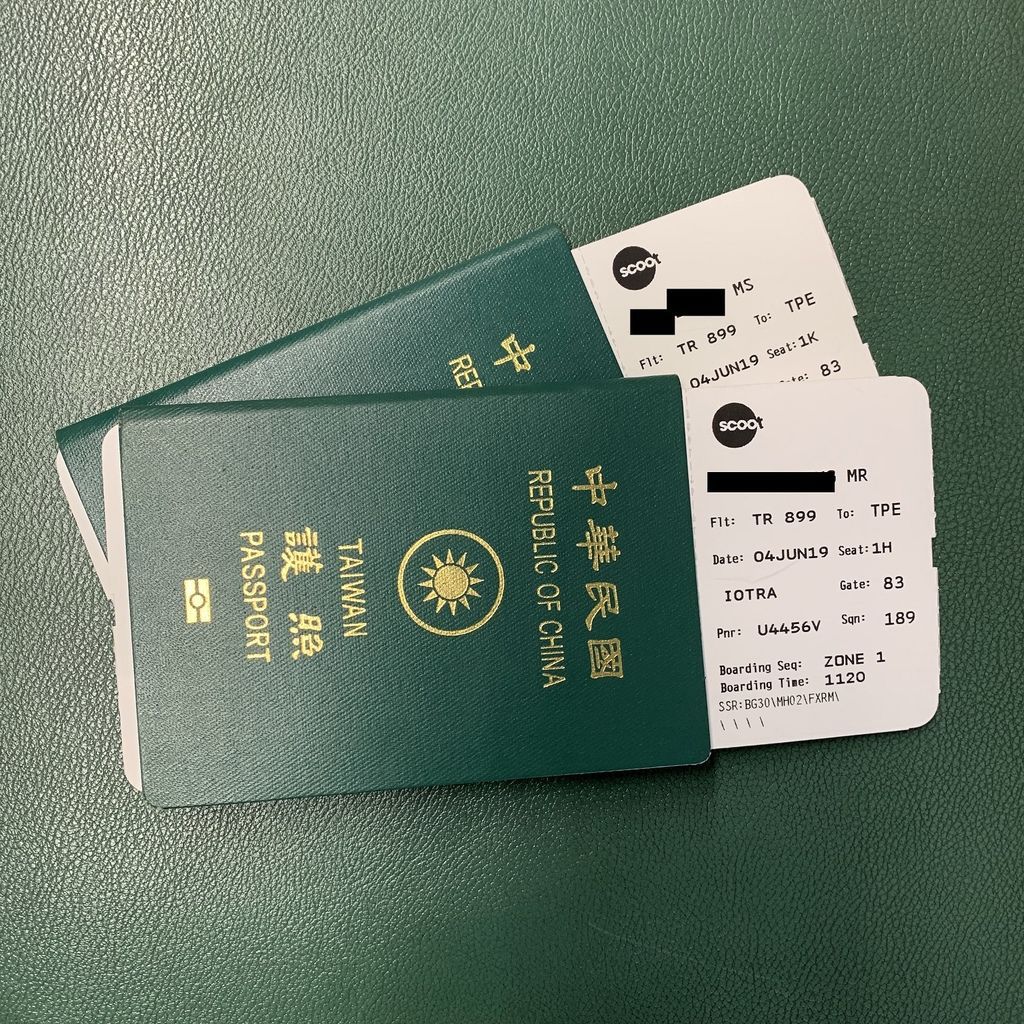 scoot
MS
Flt: TR 899 To: TPE
04JUN19 Seat:1K
83
中
scoot
MR
Flt: TR 899 To: TPE
Date: 04JUN19 Seat:1H
IOTRA Gate: 83
Pnr: U4456V Sqn: 189
Boarding Seq: ZONE 1
Boarding Time: 1120
SSR:BG30\MH02\FXRM\
\ \ \ \
中華民國
REPUBLIC OF CHINA
TAIWAN
護照
PASSPORT